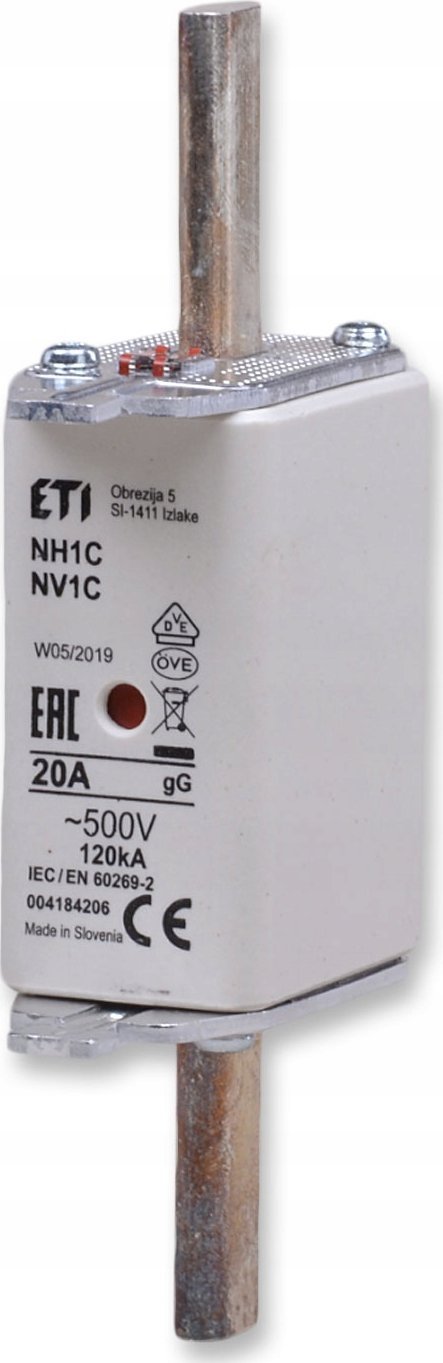 ETI
Obrezija 5
SI-1411 Izlake
NH1C
NV1C
DVE
W05/2019
ÖVE
EAC
20A gG
~500V
120kA
IEC/EN 60269-2
004184206
Made in Slovenia CE